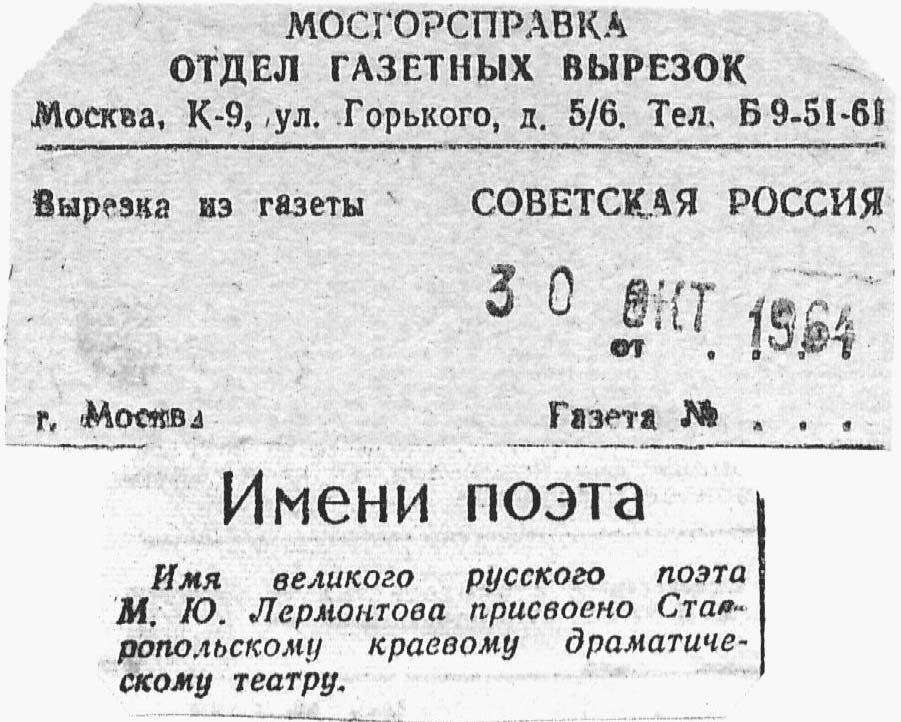 МОСГОРСПРАВКА
ОТДЕЛ ГАЗЕТНЫХ ВЫРЕЗОК
Москва, К-9, ул. Горького, д. 5/6. Тел. Б 9-51-61
Вырезка из газеты СОВЕТСКАЯ РОССИЯ
30 ОКТ 1964
от . . . .
г. Москва Газета № . . .
Имени поэта
Имя великого русского поэта
М. Ю. Лермонтова присвоено Став-
ропольскому краевому драматиче-
скому театру.